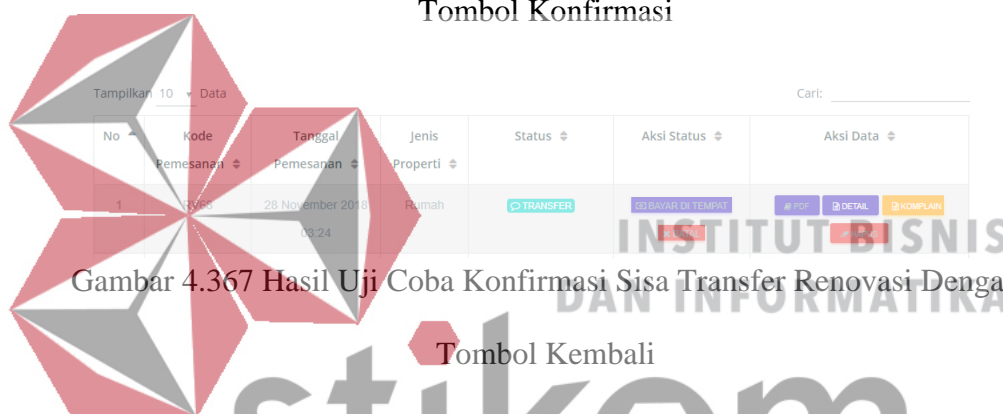 Tombol Konfirmasi
Tampilkan 10 Data
Cari:
No Kode Pemesanan Tanggal Pemesanan Jenis Properti Status Aksi Status Aksi Data
1 28 November 2018 03:24 Rumah TRANSFER BAYAR DI TEMPAT PDF DETAIL KOMPLAIN
INSTITUT BISNIS
Gambar 4.367 Hasil Uji Coba Konfirmasi Sisa Transfer Renovasi Denga
DAN INFORMATIKA
Tombol Kembali
stikom